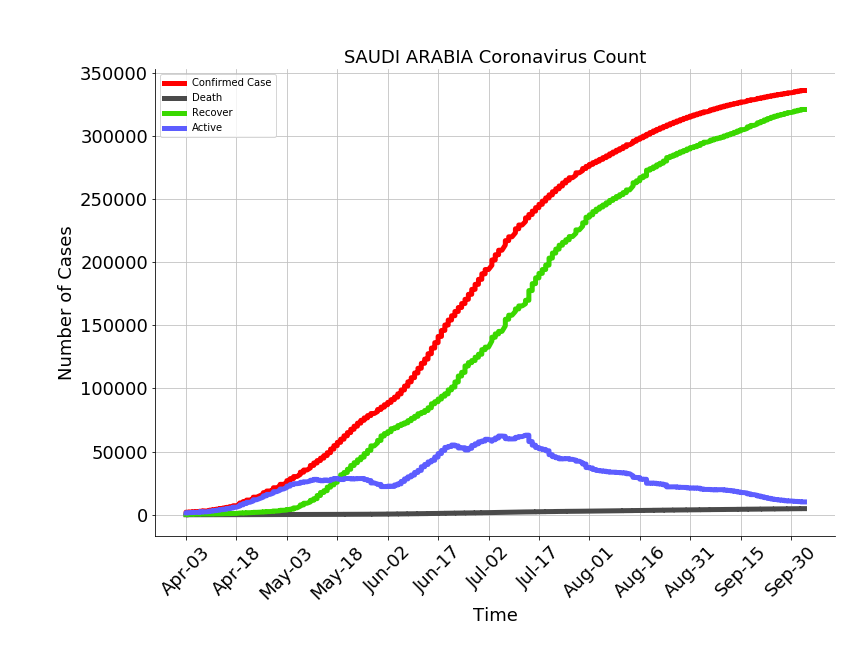 SAUDI ARABIA Coronavirus Count
Confirmed Case
Death
Recover
Active
350000
300000
250000
200000
150000
100000
50000
0
Number of Cases
Apr-03
Apr-18
May-03
May-18
Jun-02
Jun-17
Jul-02
Jul-17
Aug-01
Aug-16
Aug-31
Sep-15
Sep-30
Time